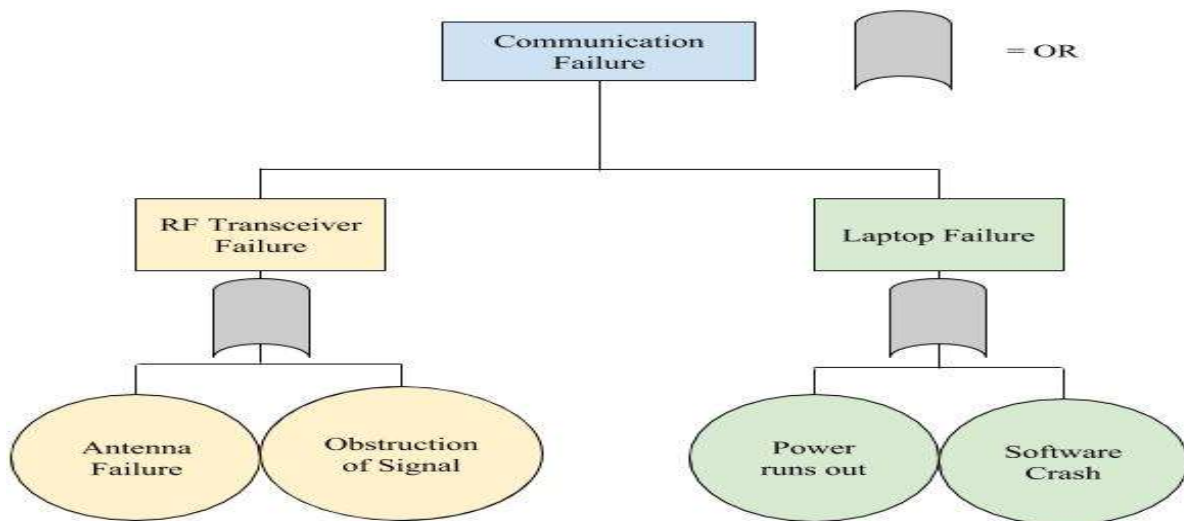 Communication
Failure
= OR
RF Transceiver
Failure
Laptop Failure
Antenna
Failure
Obstruction
of Signal
Power
runs out
Software
Crash